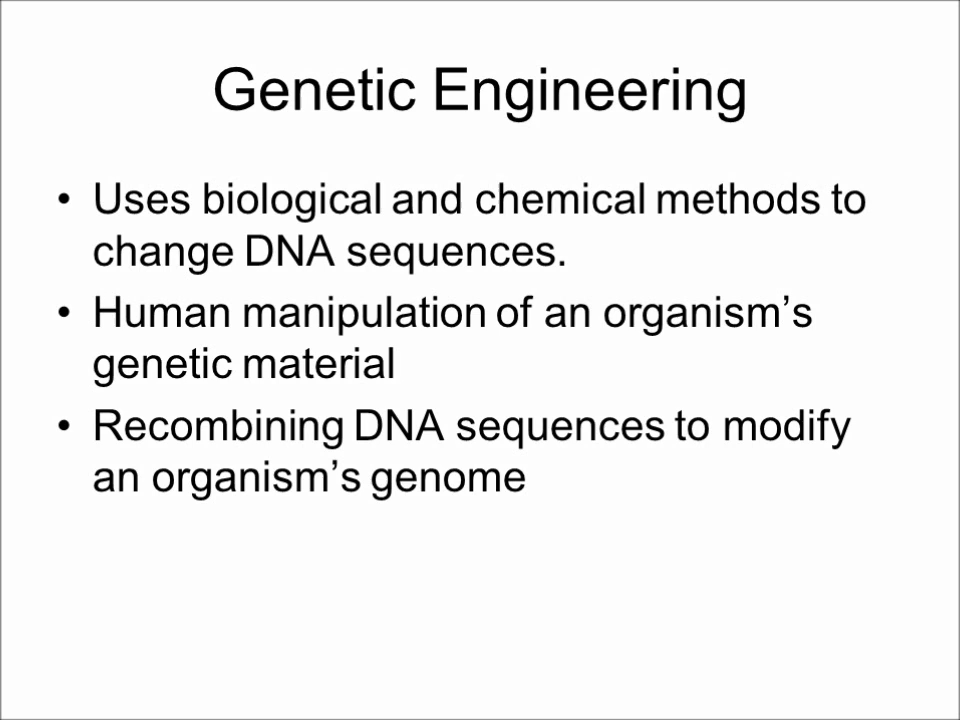 Genetic Engineering
• Uses biological and chemical methods to
change DNA sequences.
• Human manipulation of an organism’s
genetic material
• Recombining DNA sequences to modify
an organism’s genome